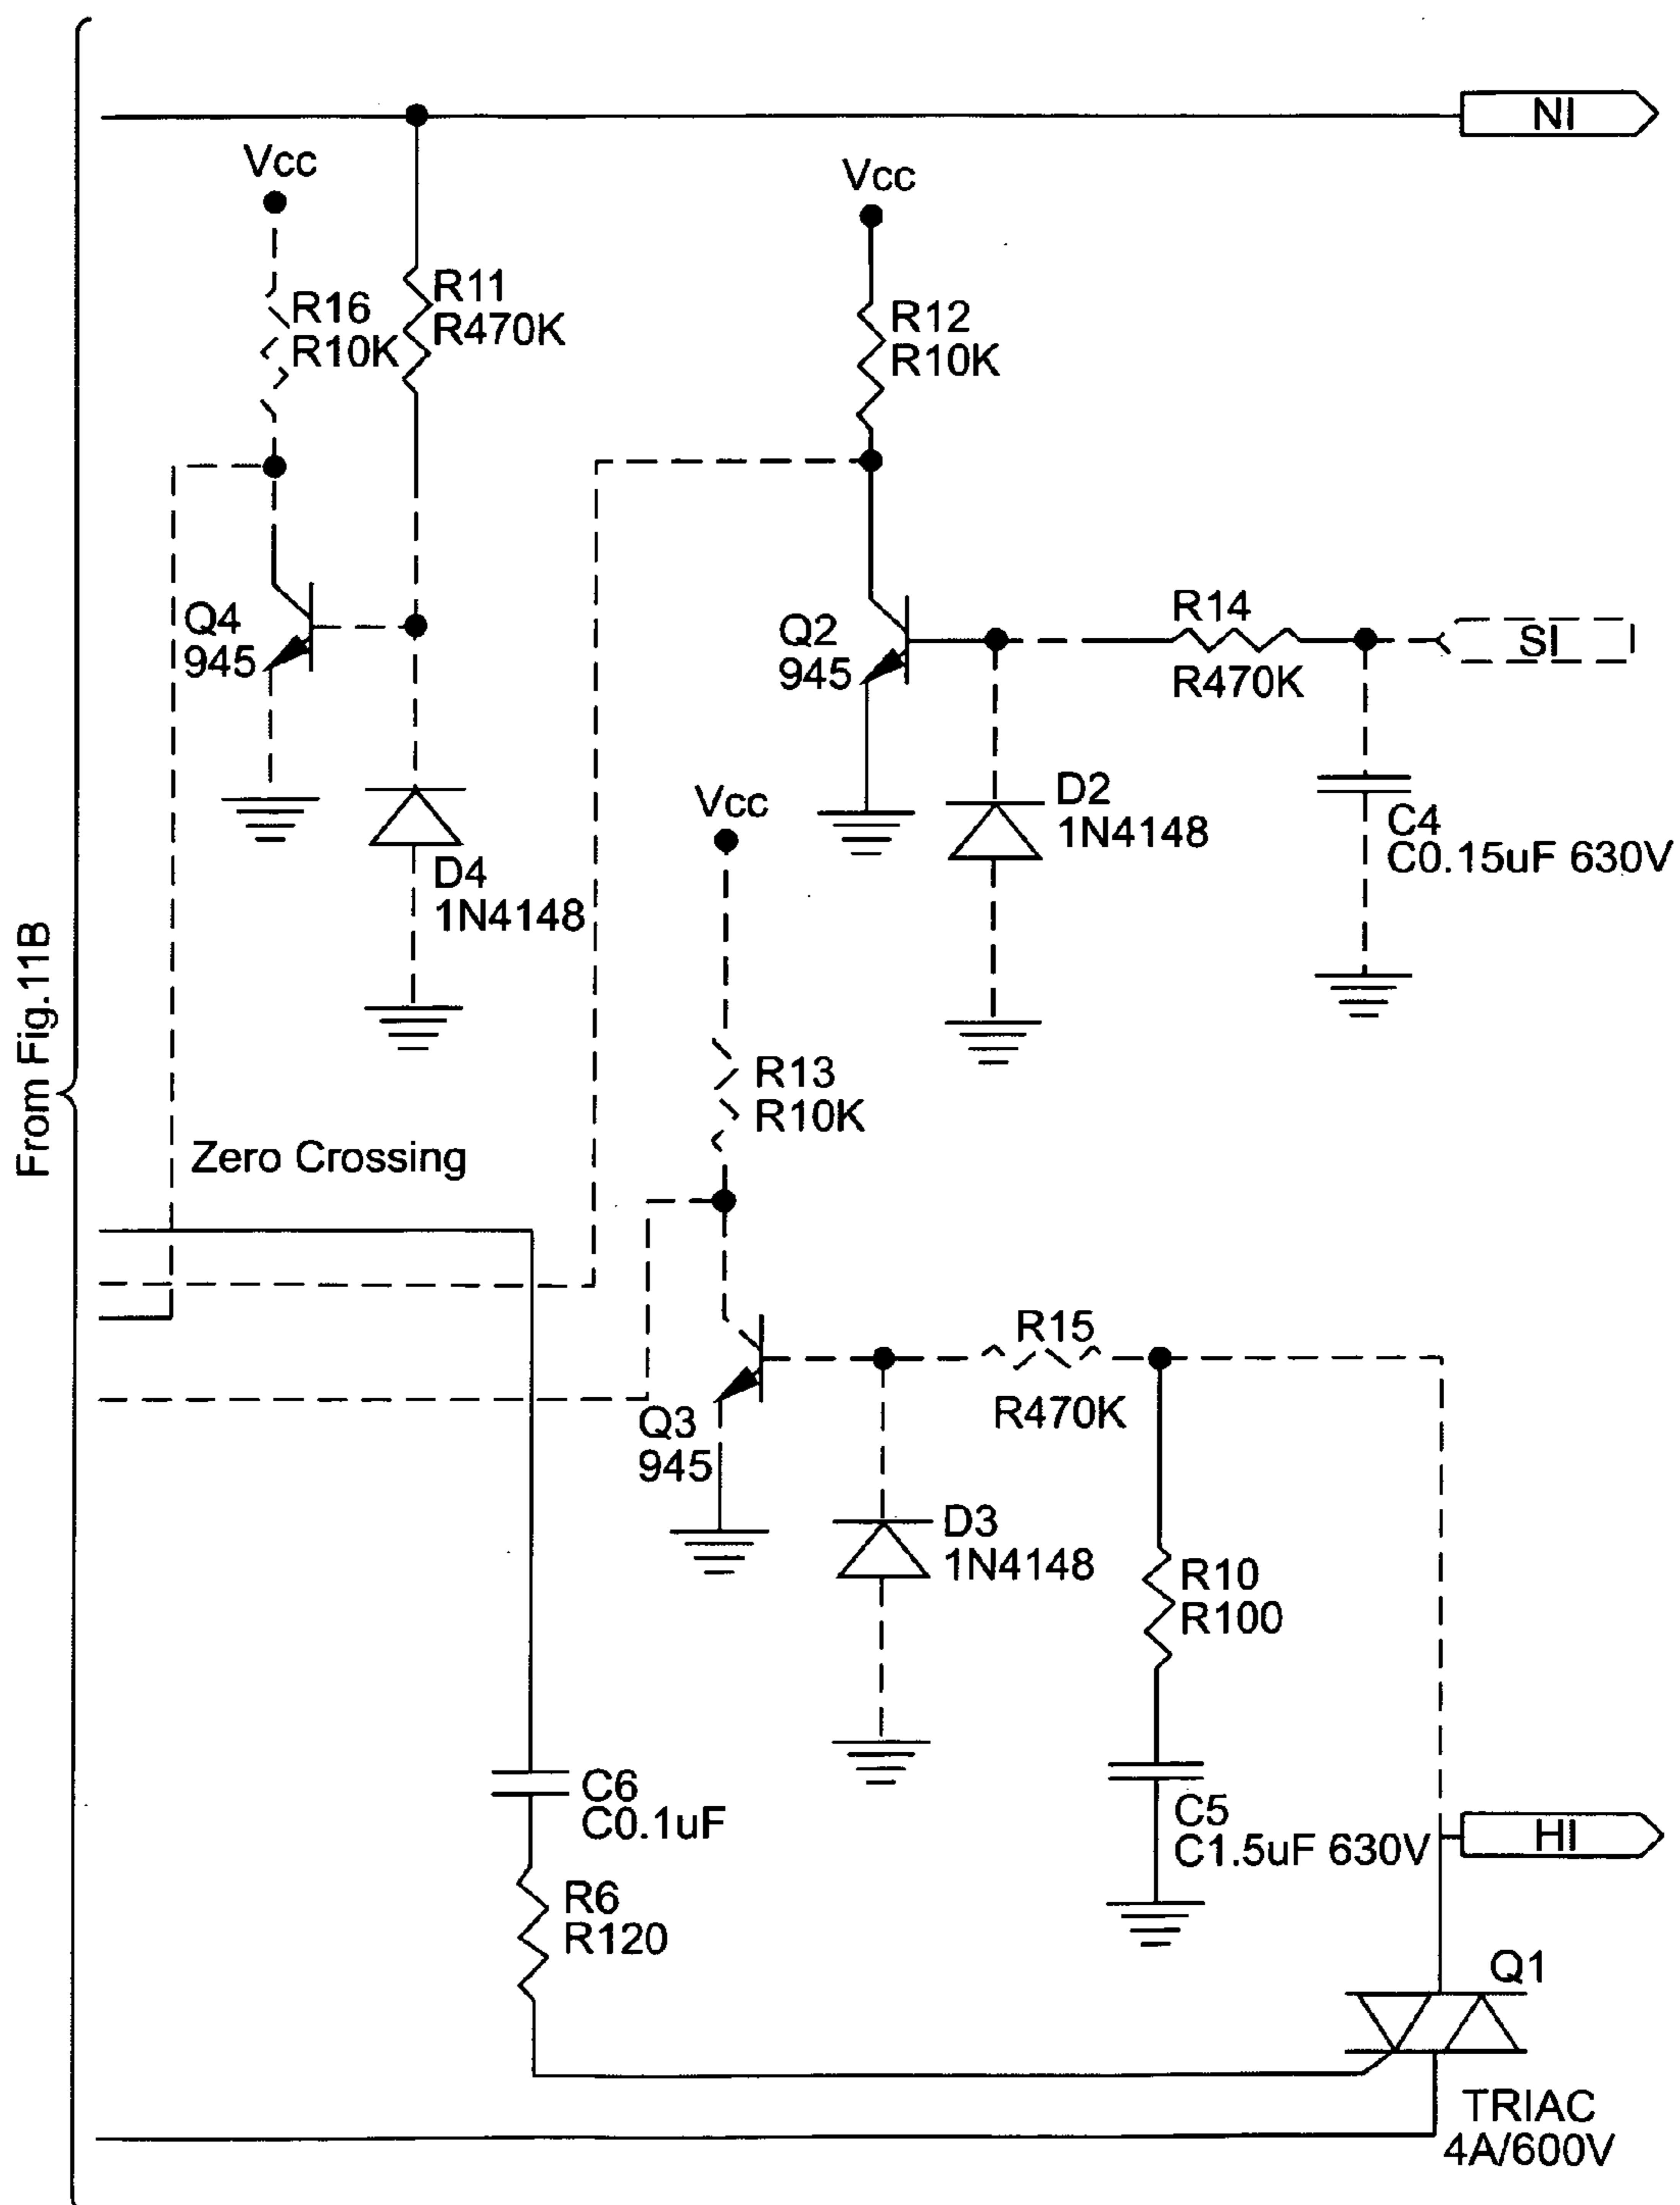 NI
Vcc
Vcc
R16
R10K
R11
R470K
R12
R10K
Q4
945
Q2
945
R14
R470K
SI
D4
1N4148
Vcc
D2
1N4148
C4
C0.15uF 630V
From Fig.11B
R13
R10K
Zero Crossing
Q3
945
R15
R470K
D3
1N4148
R10
R100
C6
C0.1uF
C5
C1.5uF 630V
HI
R6
R120
Q1
TRIAC
4A/600V